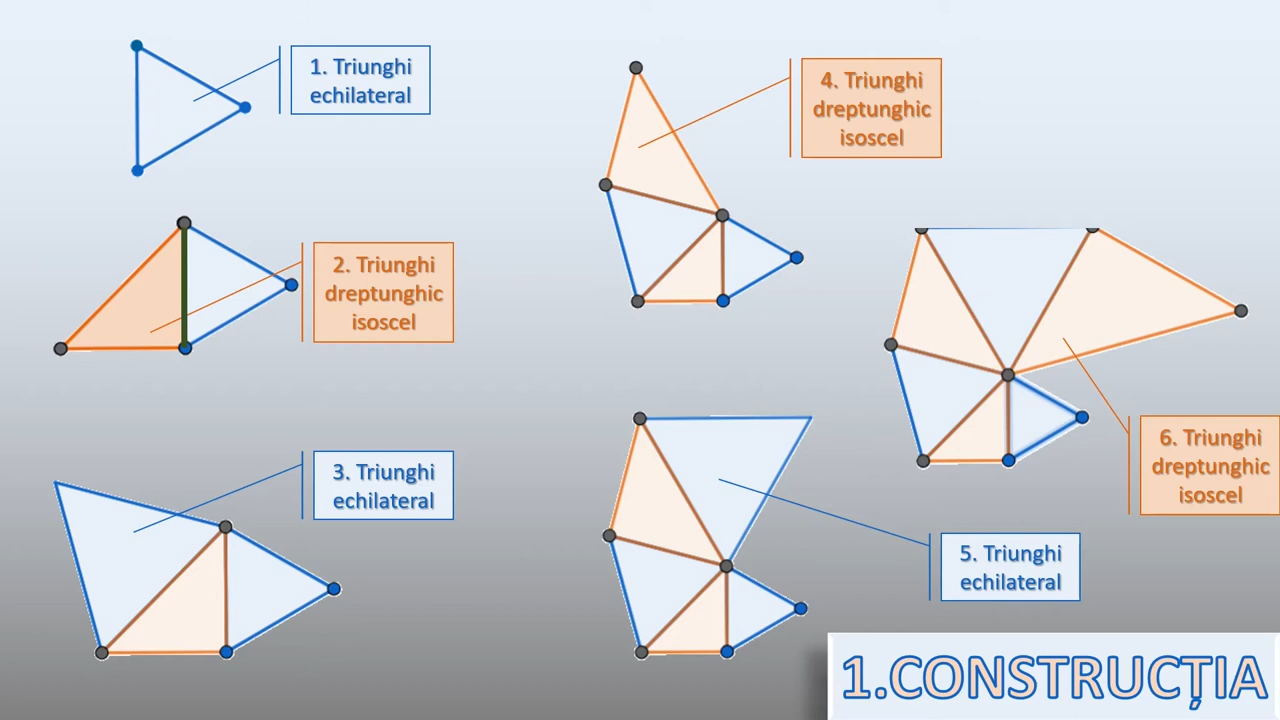 1. Triunghi
echilateral
2. Triunghi
dreptunghic
isoscel
3. Triunghi
echilateral
4. Triunghi
dreptunghic
isoscel
5. Triunghi
echilateral
6. Triunghi
dreptunghic
isoscel
1.CONSTRUCȚIA